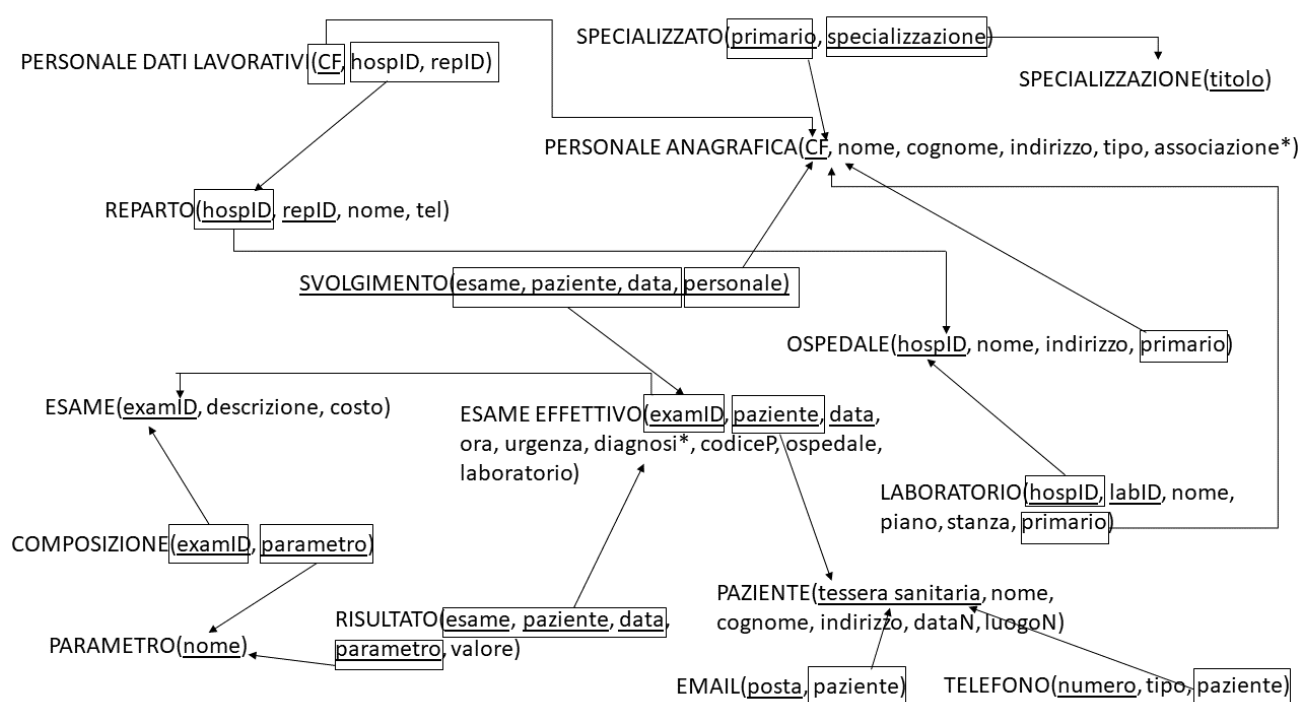 SPECIALIZZATO(primario, specializzazione)
PERSONALE DATI LAVORATIVI(CF, hospID, repID)
SPECIALIZZAZIONE(titolo)
PERSONALE ANAGRAFICA(CF, nome, cognome, indirizzo, tipo, associazione*)
REPARTO(hospID, repID, nome, tel)
SVOLGIMENTO(esame, paziente, data, personale)
OSPEDALE(hospID, nome, indirizzo, primario)
ESAME(examID, descrizione, costo)
ESAME EFFETTIVO(examID, paziente, data,
ora, urgenza, diagnosi*, codiceP, ospedale,
laboratorio)
LABORATORIO(hospID, labID, nome,
piano, stanza, primario)
COMPOSIZIONE(examID, parametro)
PAZIENTE(tessera sanitaria, nome,
cognome, indirizzo, dataN, luogoN)
RISULTATO(esame, paziente, data,
parametro, valore)
PARAMETRO(nome)
EMAIL(posta, paziente)
TELEFONO(numero, tipo, paziente)